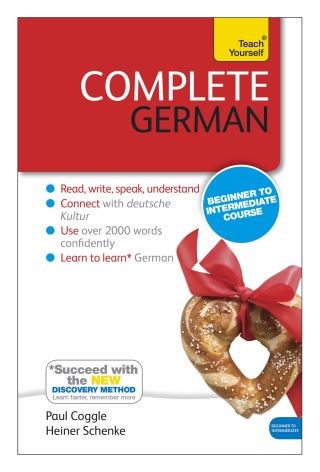 Teach
Yourself®
COMPLETE
GERMAN
Read, write, speak, understand
Connect with deutsche
Kultur
Use over 2000 words
confidently
Learn to learn* German
BEGINNER TO
INTERMEDIATE
COURSE
*Succeed with
the NEW
DISCOVERY METHOD
Learn faster, remember more
Paul Coggle
Heiner Schenke
BEGINNER TO
INTERMEDIATE